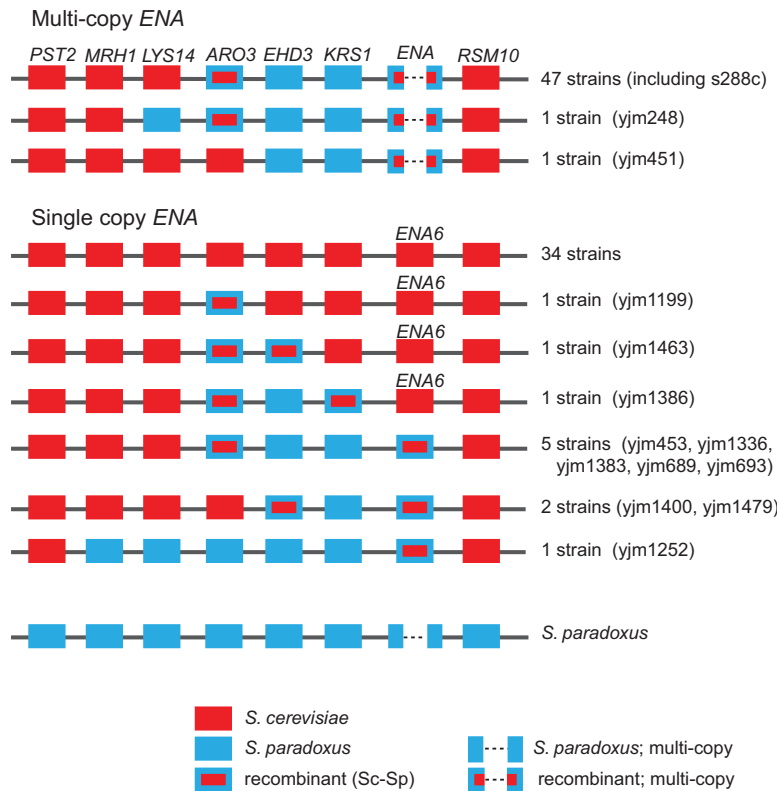 Multi-copy ENA
PST2 MRH1 LYS14 ARO3 EHD3 KRS1 ENA RSM10
47 strains (including s288c)
1 strain (yjm248)
1 strain (yjm451)
Single copy ENA
ENA6
34 strains
ENA6
1 strain (yjm1199)
ENA6
1 strain (yjm1463)
ENA6
1 strain (yjm1386)
5 strains (yjm453, yjm1336,
yjm1383, yjm689, yjm693)
2 strains (yjm1400, yjm1479)
1 strain (yjm1252)
S. paradoxus
S. cerevisiae
S. paradoxus
recombinant (Sc-Sp)
S. paradoxus; multi-copy
recombinant; multi-copy